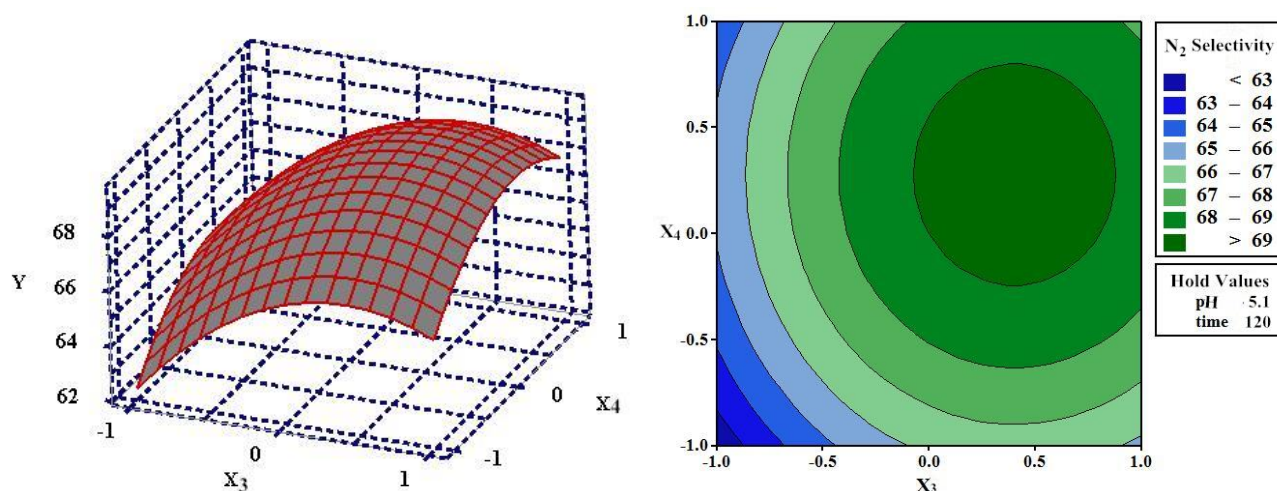 68
66
64
62
Y
-1
0
1
X3
-1
0
1
X4
1.0
0.5
0.0
-0.5
-1.0
X4
-1.0
-0.5
0.0
0.5
1.0
X3
N2 Selectivity
< 63
63 – 64
64 – 65
65 – 66
66 – 67
67 – 68
68 – 69
> 69
Hold Values
pH 5.1
time 120